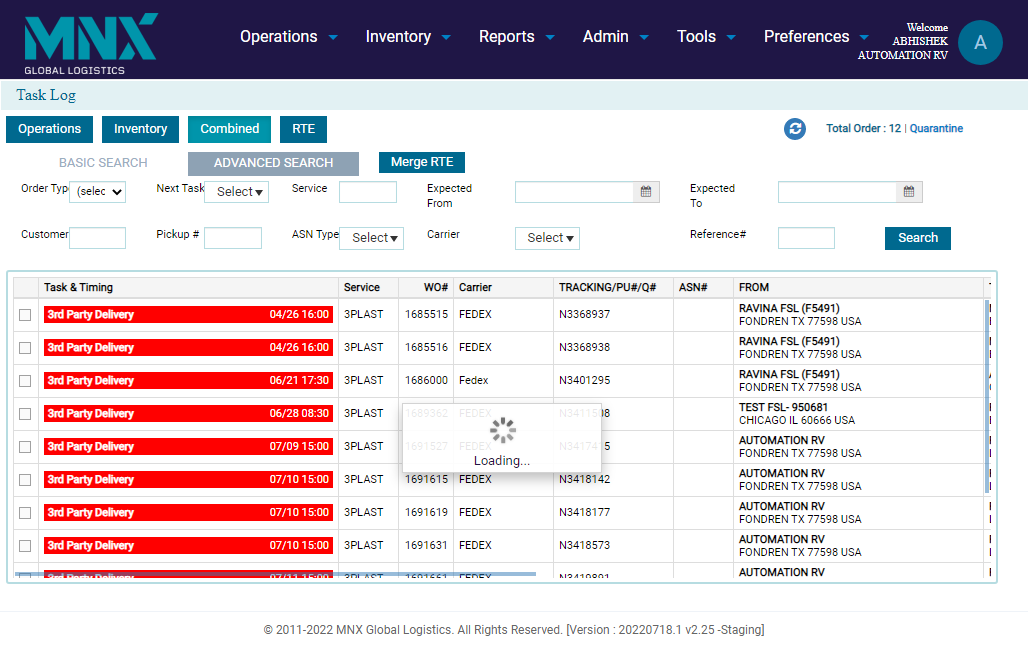 MNX
GLOBAL LOGISTICS
Operations Inventory Reports Admin Tools Preferences
Welcome
ABHISHEK
AUTOMATION RV
A
Task Log
Operations Inventory Combined RTE
Total Order : 12 | Quarantine
BASIC SEARCH ADVANCED SEARCH Merge RTE
Order Typ (selec Next Task Select Service Expected From Expected To
Customer Pickup # ASN Type Select Carrier Select Reference# Search
Task & Timing Service WO# Carrier TRACKING/PU#/Q# ASN# FROM
3rd Party Delivery 04/26 16:00 3PLAST 1685515 FEDEX N3368937 RAVINA FSL (F5491)
FONDREN TX 77598 USA
3rd Party Delivery 04/26 16:00 3PLAST 1685516 FEDEX N3368938 RAVINA FSL (F5491)
FONDREN TX 77598 USA
3rd Party Delivery 06/21 17:30 3PLAST 1686000 Fedex N3401295 RAVINA FSL (F5491)
FONDREN TX 77598 USA
3rd Party Delivery 06/28 08:30 3PLAST 1689362 FEDEX TEST FSL- 950681
CHICAGO IL 60666 USA
3rd Party Delivery 07/09 15:00 3PLAST 1691527 FEDEX AUTOMATION RV
FONDREN TX 77598 USA
Loading...
3rd Party Delivery 07/10 15:00 3PLAST 1691615 FEDEX N3418142 AUTOMATION RV
FONDREN TX 77598 USA
3rd Party Delivery 07/10 15:00 3PLAST 1691619 FEDEX N3418177 AUTOMATION RV
FONDREN TX 77598 USA
3rd Party Delivery 07/10 15:00 3PLAST 1691631 FEDEX N3418573 AUTOMATION RV
FONDREN TX 77598 USA
3rd Party Delivery 07/11 15:00 3PLAST 1691661 FEDEX N3419891 AUTOMATION RV
© 2011-2022 MNX Global Logistics. All Rights Reserved. [Version : 20220718.1 v2.25 -Staging]